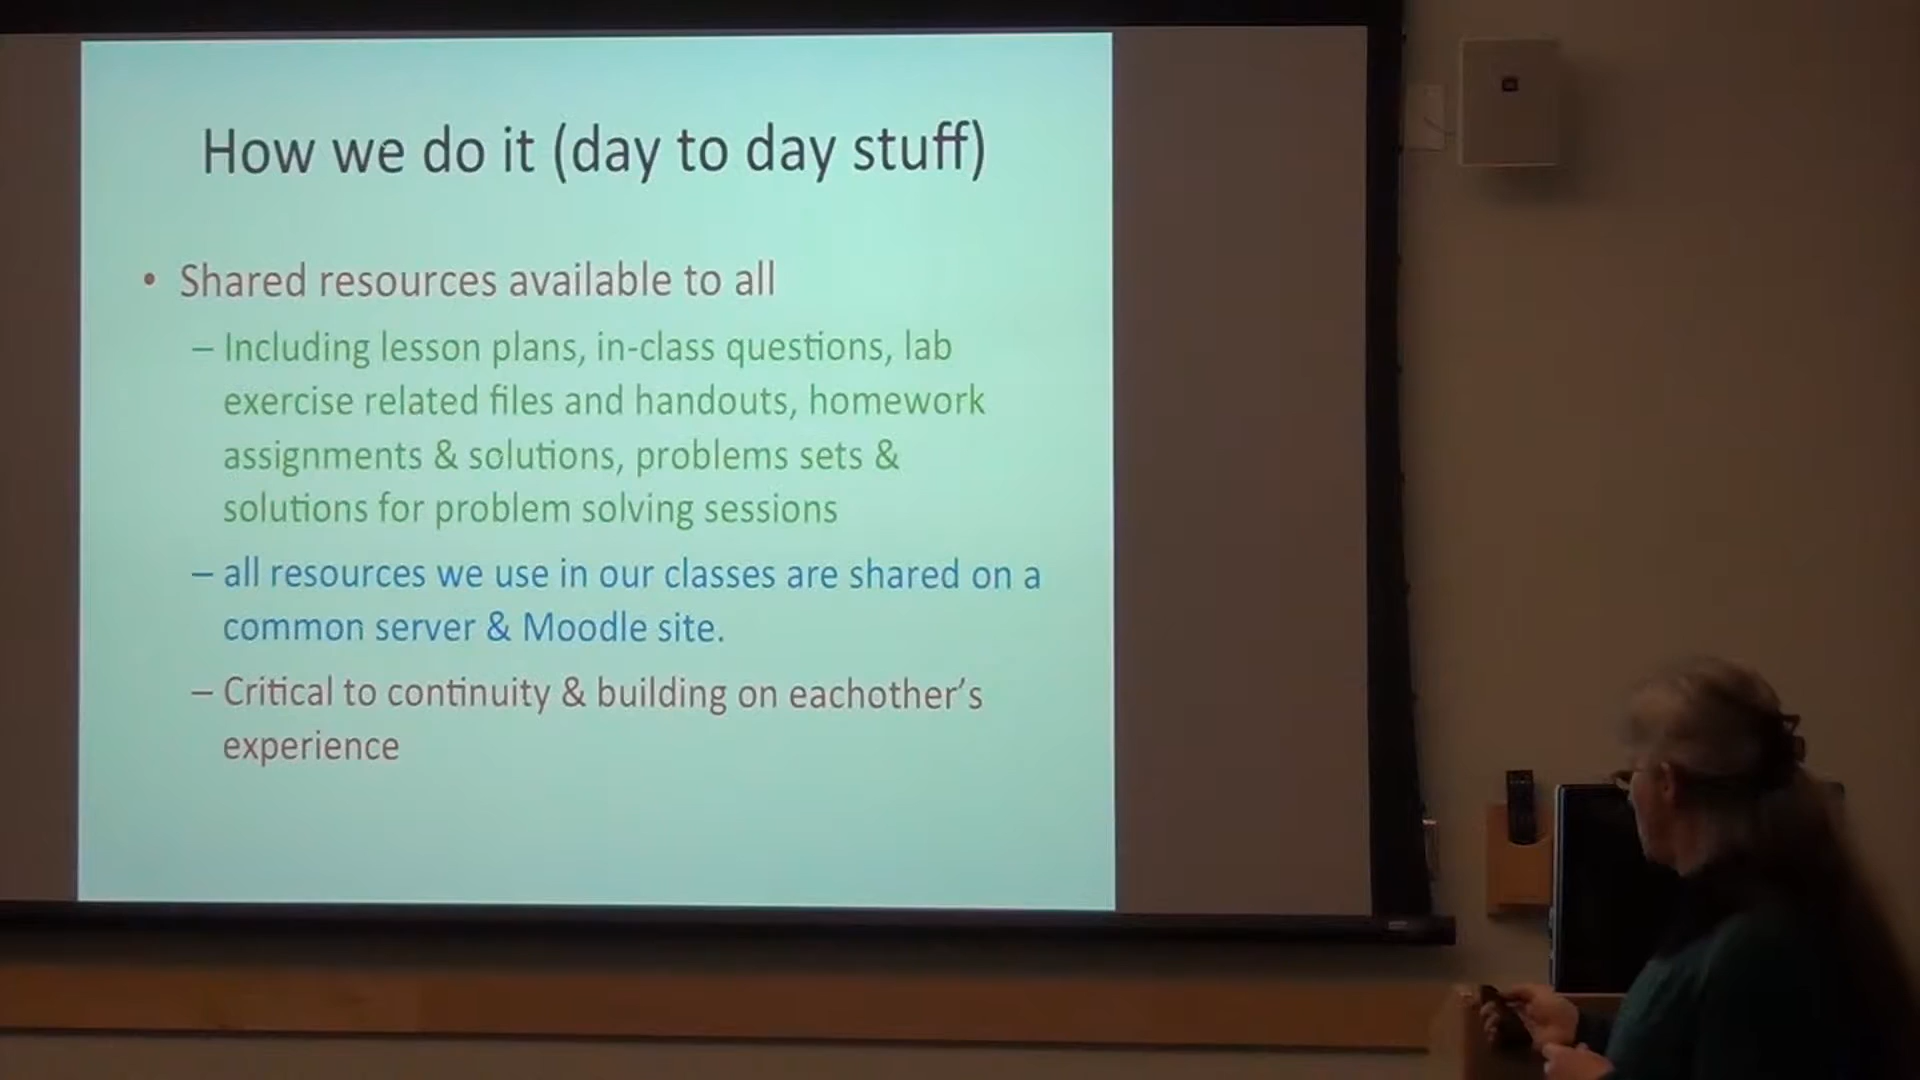 How we do it (day to day stuff)
• Shared resources available to all
– Including lesson plans, in-class questions, lab
exercise related files and handouts, homework
assignments & solutions, problems sets &
solutions for problem solving sessions
– all resources we use in our classes are shared on a
common server & Moodle site.
– Critical to continuity & building on eachother's
experience